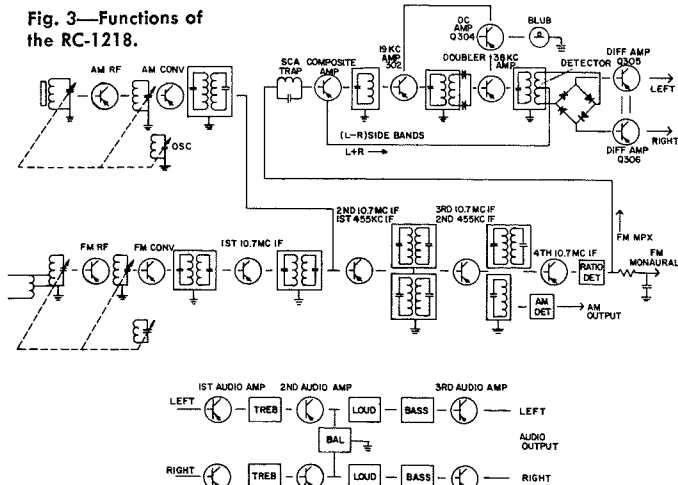 Fig. 3—Functions of
the RC-1218.
AM RF
AM CONV
OSC
SCA
TRAP
COMPOSITE
AMP
19 KC
AMP
302
DC
AMP
Q304
BLUB
DOUBLER
38KC
AMP
DETECTOR
DIFF AMP
Q305
LEFT
DIFF AMP
Q306
RIGHT
(L-R) SIDE BANDS
L+R
FM RF
FM CONV
1ST 10.7MC IF
2ND 10.7MC IF
1ST 455KC IF
3RD 10.7MC IF
2ND 455KC IF
4TH 10.7MC IF
RATIO
DET
FM MPX
FM
MONAURAL
AM
DET
AM
OUTPUT
1ST AUDIO AMP
2ND AUDIO AMP
3RD AUDIO AMP
LEFT
TREB
LOUD
BASS
LEFT
BAL
AUDIO
OUTPUT
RIGHT
TREB
LOUD
BASS
RIGHT